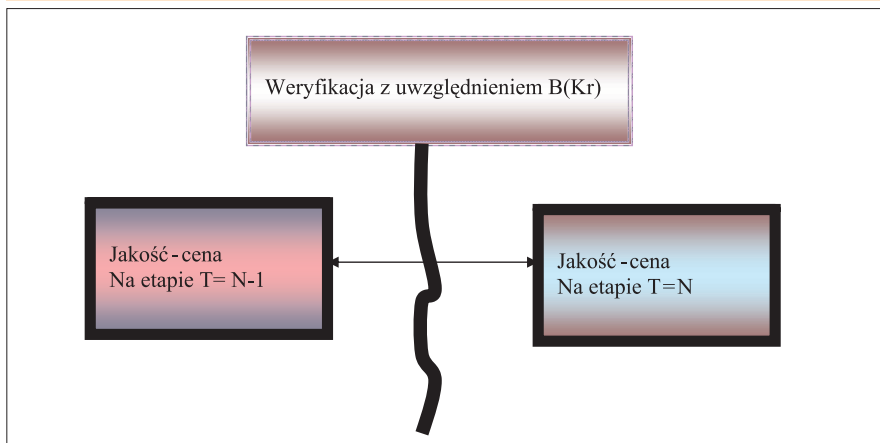 Weryfikacja z uwzględnieniem B(Kr)
Jakość - cena
Na etapie T= N-1
Jakość - cena
Na etapie T=N